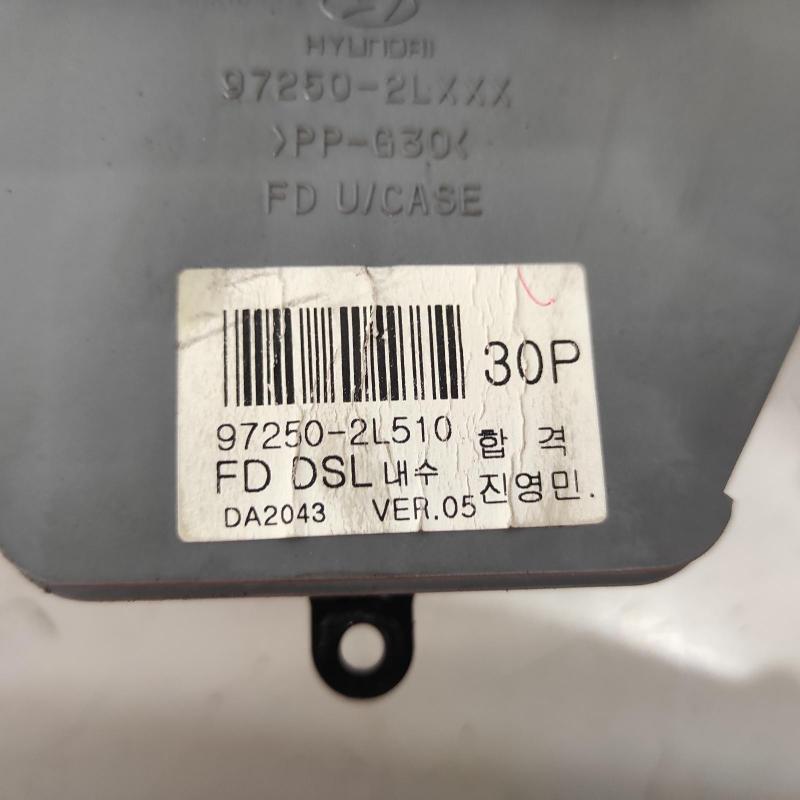 HYUNDAI
97250-2LXXX
>PP-G30<
FD U/CASE
30P
97250-2L510
합 격
FD DSL 내수
진영민.
DA2043 VER.05